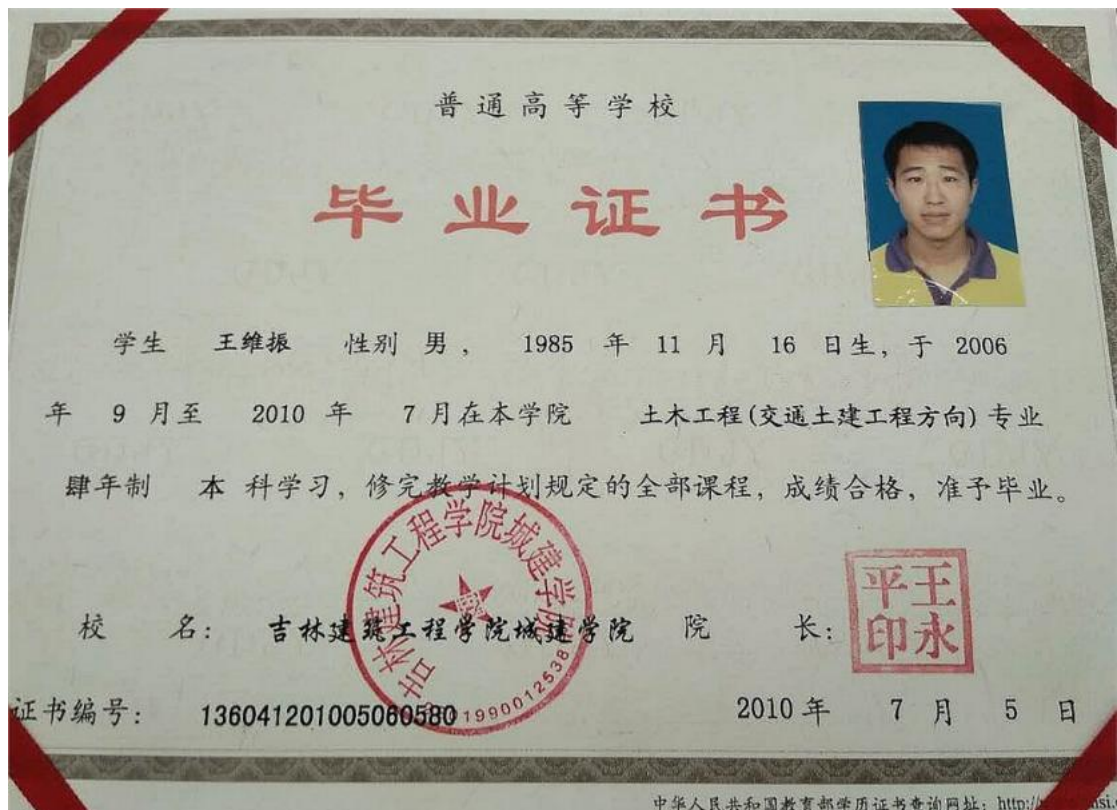 普通高等学校
毕业证书
学生 王维振 性别 男， 1985 年 11 月 16 日生，于 2006
年 9 月至 2010 年 7 月在本学院 土木工程(交通土建工程方向) 专业
肆年制 本 科学习，修完教学计划规定的全部课程，成绩合格，准予毕业。
吉林建筑工程学院城建学院
校 名： 吉林建筑工程学院城建学院 院 长：
王永平印
证书编号： 136041201005060580 2010 年 7 月 5 日
中华人民共和国教育部学历证书查询网址：http://